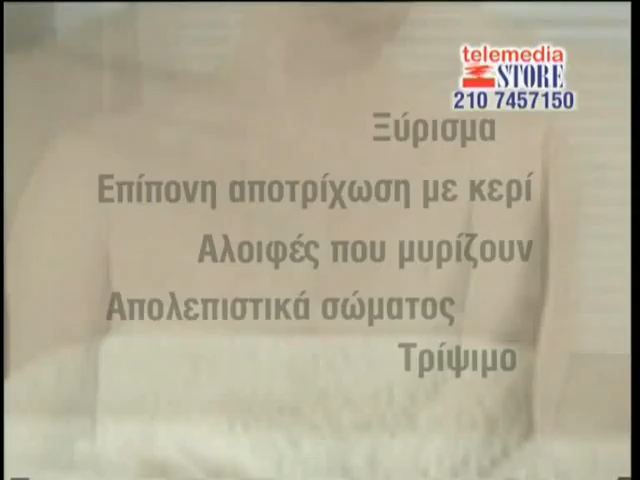 telemedia
STORE
210 7457150
Ξύρισμα
Επίπονη αποτρίχωση με κερί
Αλοιφές που μυρίζουν
Απολεπιστικά σώματος
Τρίψιμο